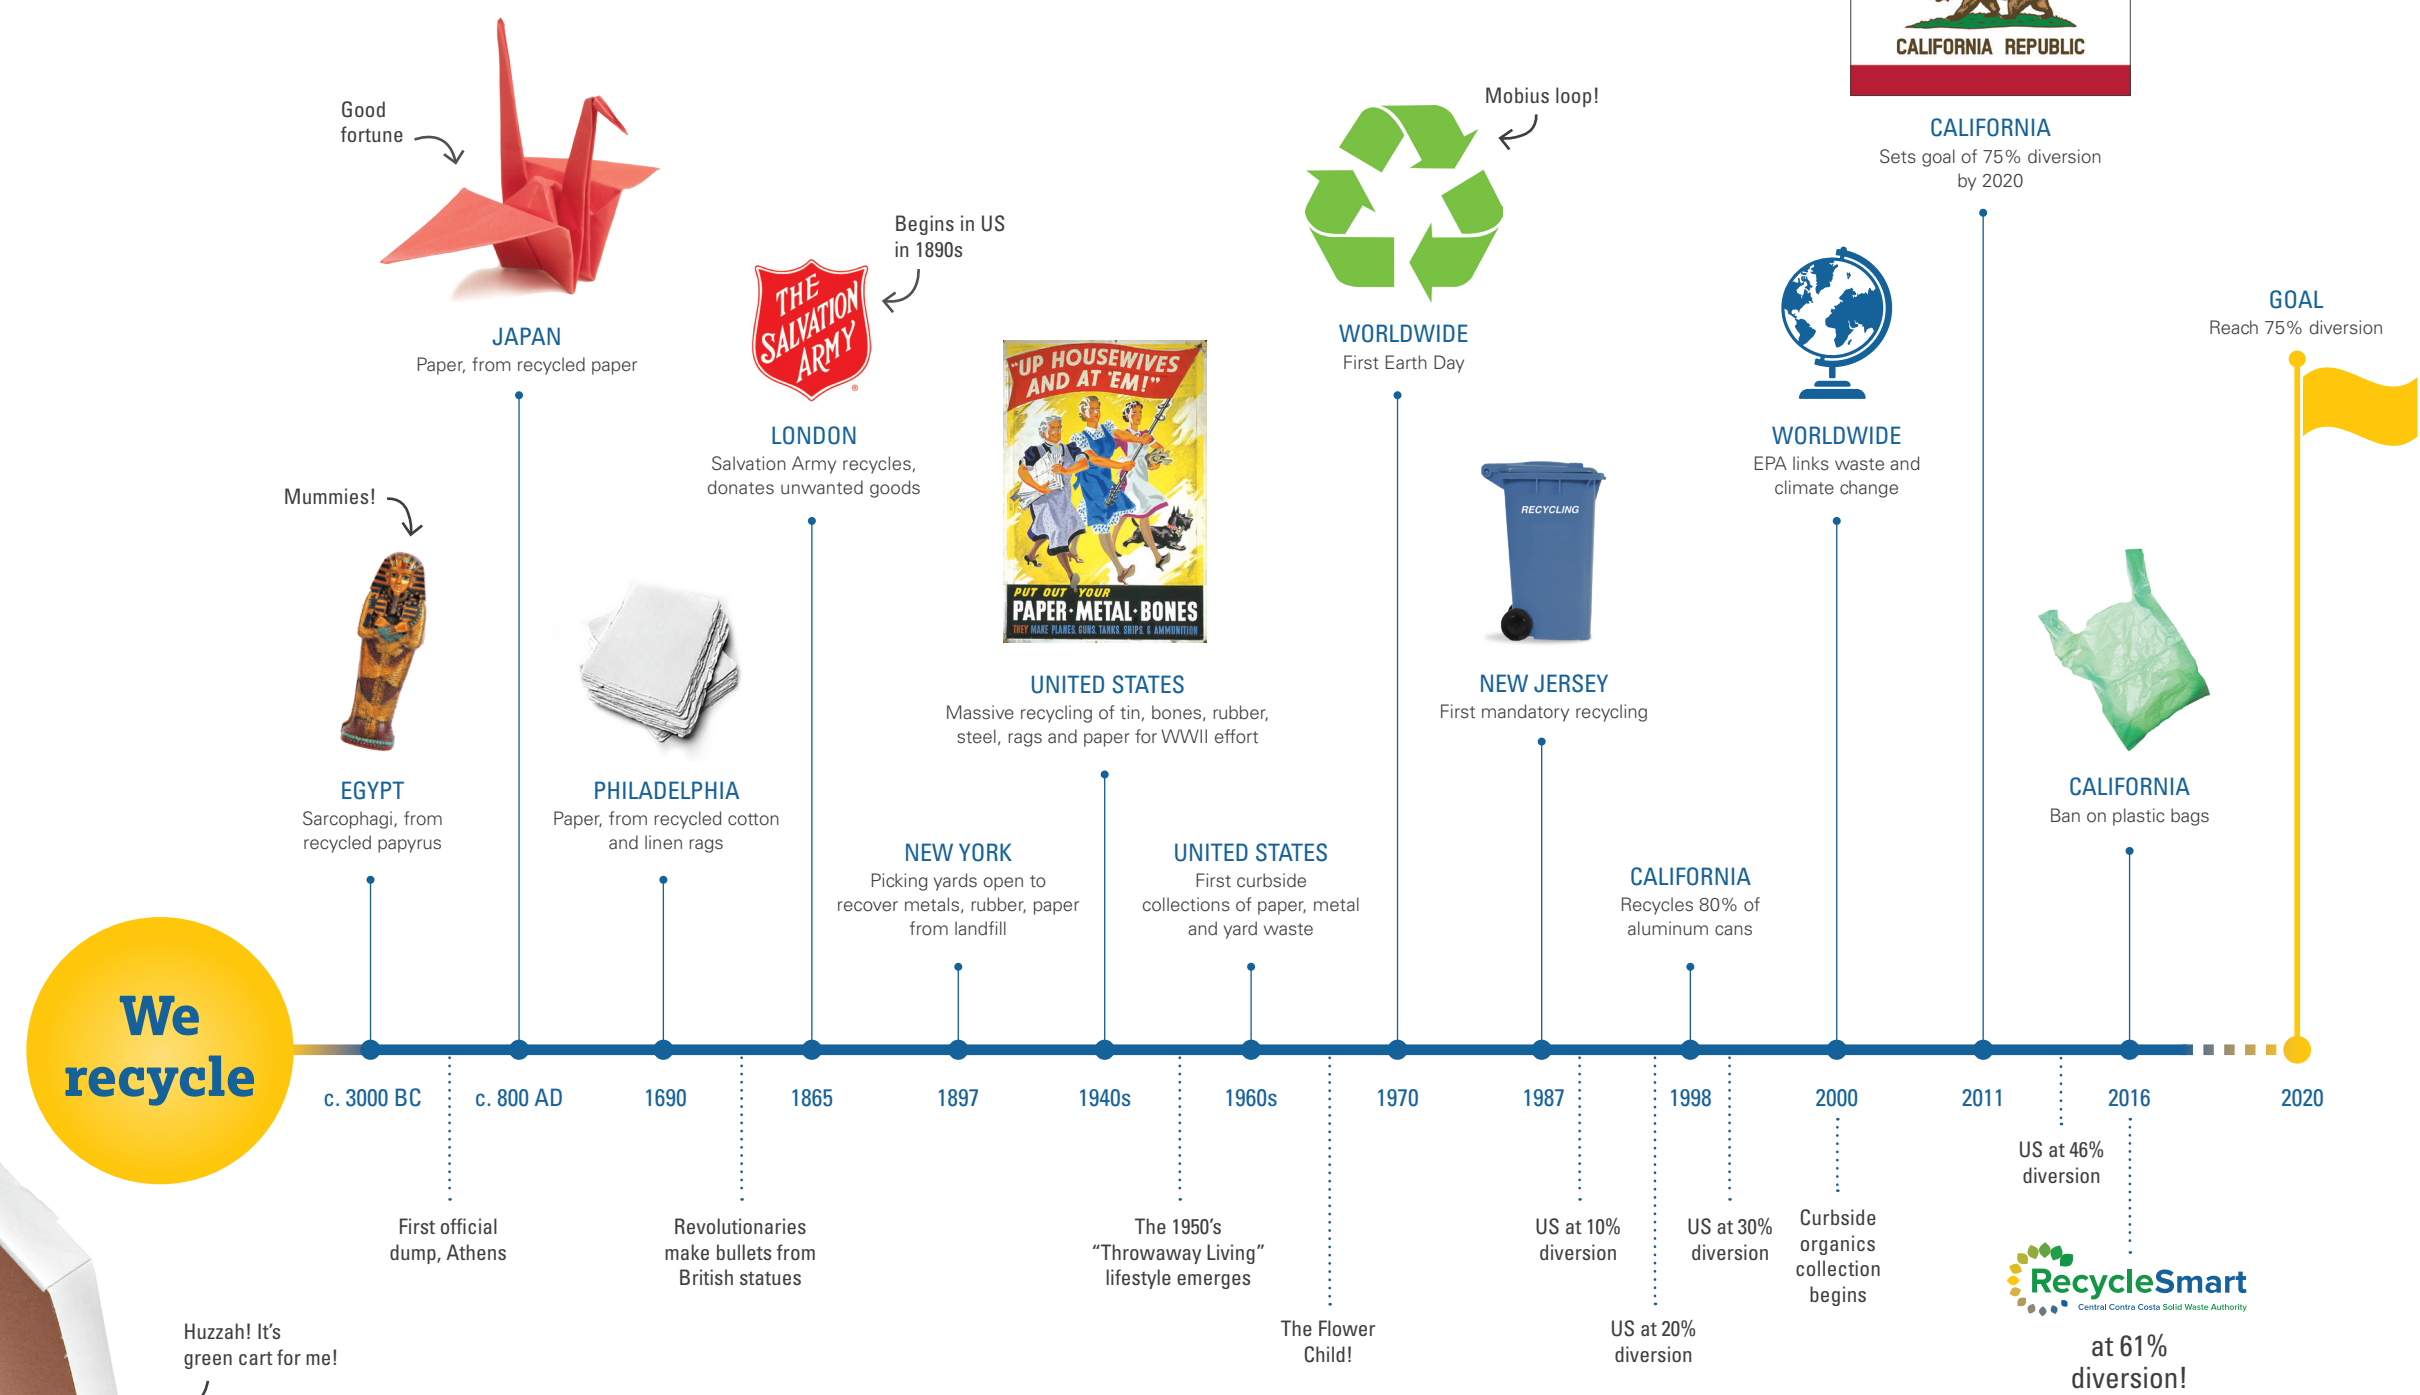 CALIFORNIA REPUBLIC
CALIFORNIA
Sets goal of 75% diversion
by 2020
Good
fortune
Mobius loop!
Begins in US
in 1890s
THE
SALVATION
ARMY
JAPAN
Paper, from recycled paper
WORLDWIDE
First Earth Day
GOAL
Reach 75% diversion
LONDON
Salvation Army recycles,
donates unwanted goods
"UP HOUSEWIVES
AND AT 'EM!"
PUT OUT YOUR
PAPER·METAL·BONES
THEY MAKE PLANES, GUNS, TANKS, SHIPS, & AMMUNITION
WORLDWIDE
EPA links waste and
climate change
Mummies!
RECYCLING
UNITED STATES
Massive recycling of tin, bones, rubber,
steel, rags and paper for WWII effort
NEW JERSEY
First mandatory recycling
EGYPT
Sarcophagi, from
recycled papyrus
PHILADELPHIA
Paper, from recycled cotton
and linen rags
NEW YORK
Picking yards open to
recover metals, rubber, paper
from landfill
UNITED STATES
First curbside
collections of paper, metal
and yard waste
CALIFORNIA
Recycles 80% of
aluminum cans
CALIFORNIA
Ban on plastic bags
We
recycle
c. 3000 BC
c. 800 AD
1690
1865
1897
1940s
1960s
1970
1987
1998
2000
2011
2016
2020
First official
dump, Athens
Revolutionaries
make bullets from
British statues
The 1950's
“Throwaway Living”
lifestyle emerges
The Flower
Child!
US at 10%
diversion
US at 20%
diversion
US at 30%
diversion
Curbside
organics
collection
begins
US at 46%
diversion
RecycleSmart
Central Contra Costa Solid Waste Authority
at 61%
diversion!
Huzzah! It's
green cart for me!